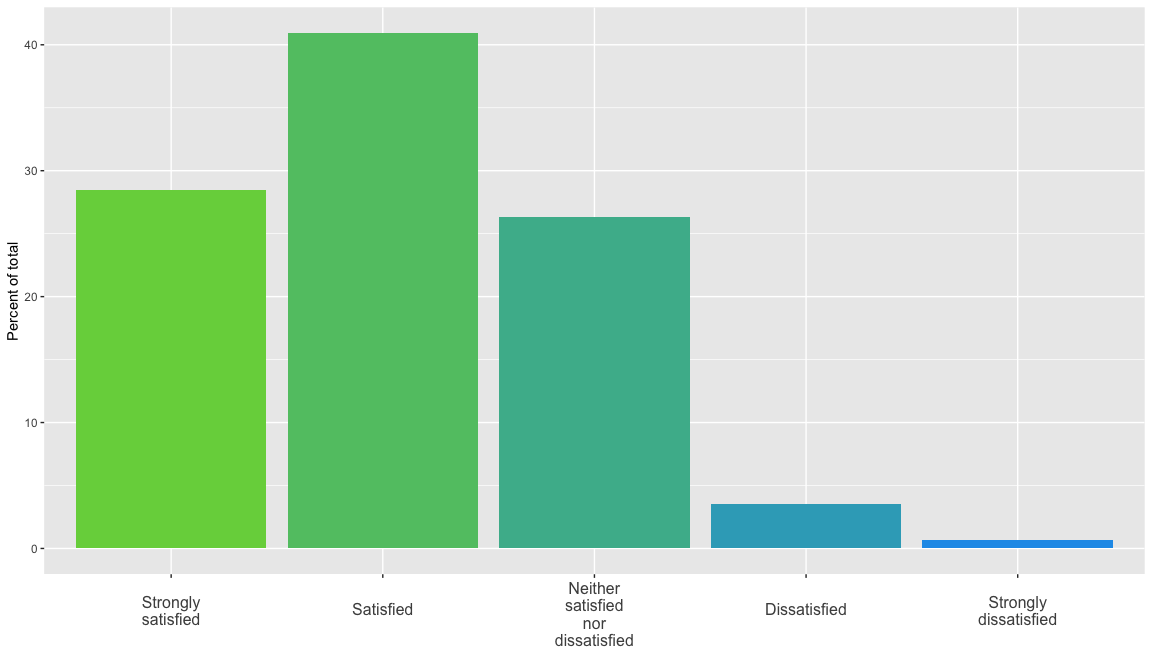 Percent of total
40
30
20
10
0
Strongly
satisfied
Satisfied
Neither
satisfied
nor
dissatisfied
Dissatisfied
Strongly
dissatisfied